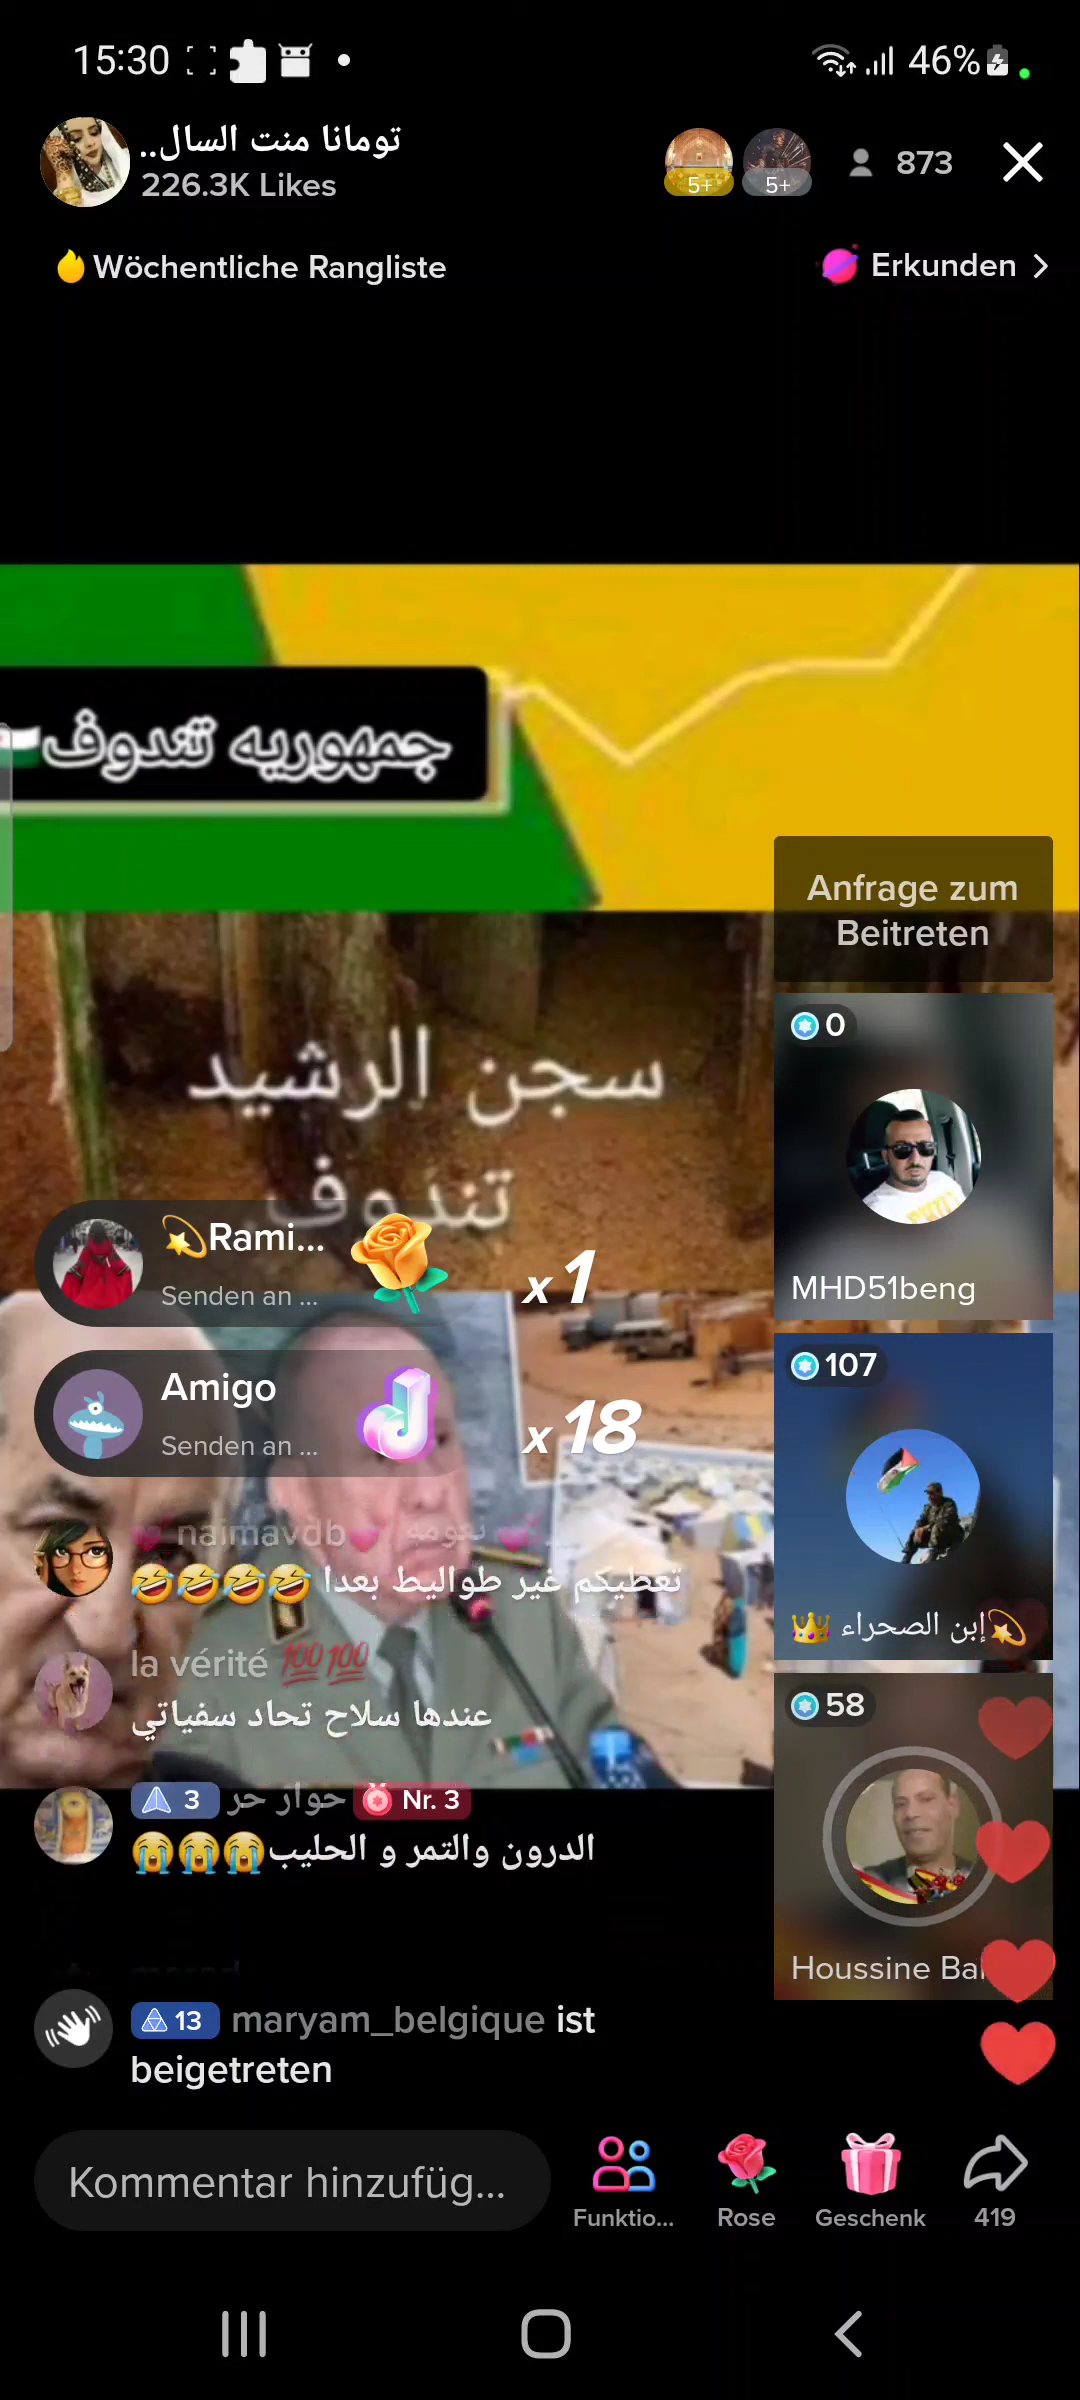 15:30
46%
تومانا منت السال..
226.3K Likes
5+
5+
873
Wöchentliche Rangliste
Erkunden
جمهوريه تندوف
Anfrage zum
Beitreten
سجن الرشيد
تندوف
0
MHD51beng
💫Rami...
Senden an ...
x1
Amigo
Senden an ...
x18
107
💫إبن الصحراء 👑
💕naimavdb💕 نعومه 💕
تعطيكم غير طواليط بعدا 🤣🤣🤣🤣
la vérité 💯💯
عندها سلاح تحاد سفياتي
58
Houssine Ba
3 حوار حر Nr. 3
الدرون والتمر و الحليب😭😭😭
13 maryam_belgique ist
beigetreten
Kommentar hinzufüg...
Funktio...
Rose
Geschenk
419